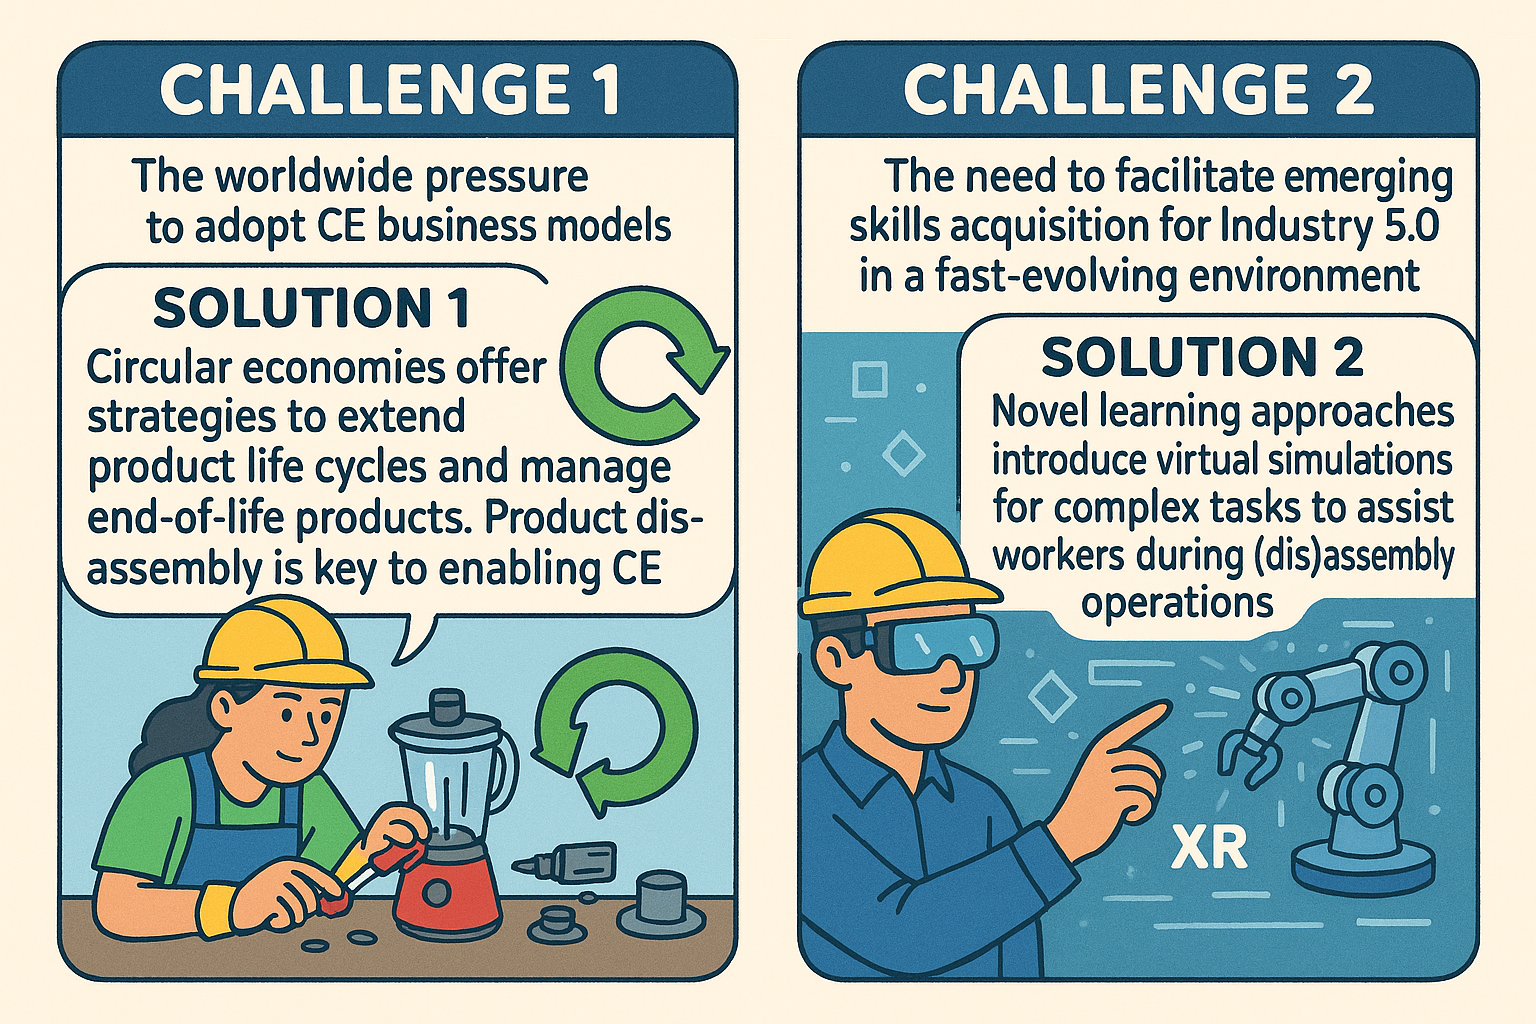 CHALLENGE 1
The worldwide pressure
to adopt CE business models
SOLUTION 1
Circular economies offer
strategies to extend
product life cycles and manage
end-of-life products. Product dis-
assembly is key to enabling CE
CHALLENGE 2
The need to facilitate emerging
skills acquisition for Industry 5.0
in a fast-evolving environment
SOLUTION 2
Novel learning approaches
introduce virtual simulations
for complex tasks to assist
workers during (dis)assembly
operations
XR